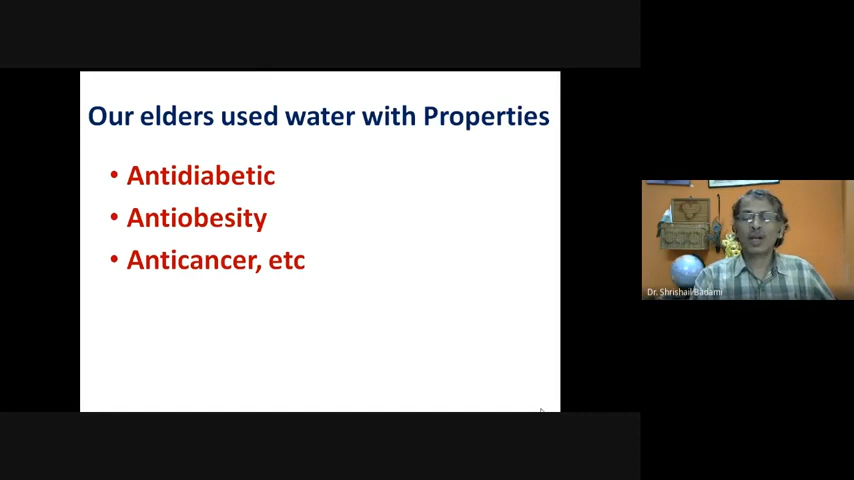 Our elders used water with Properties
• Antidiabetic
• Antiobesity
• Anticancer, etc
Dr. Shrishail Badami